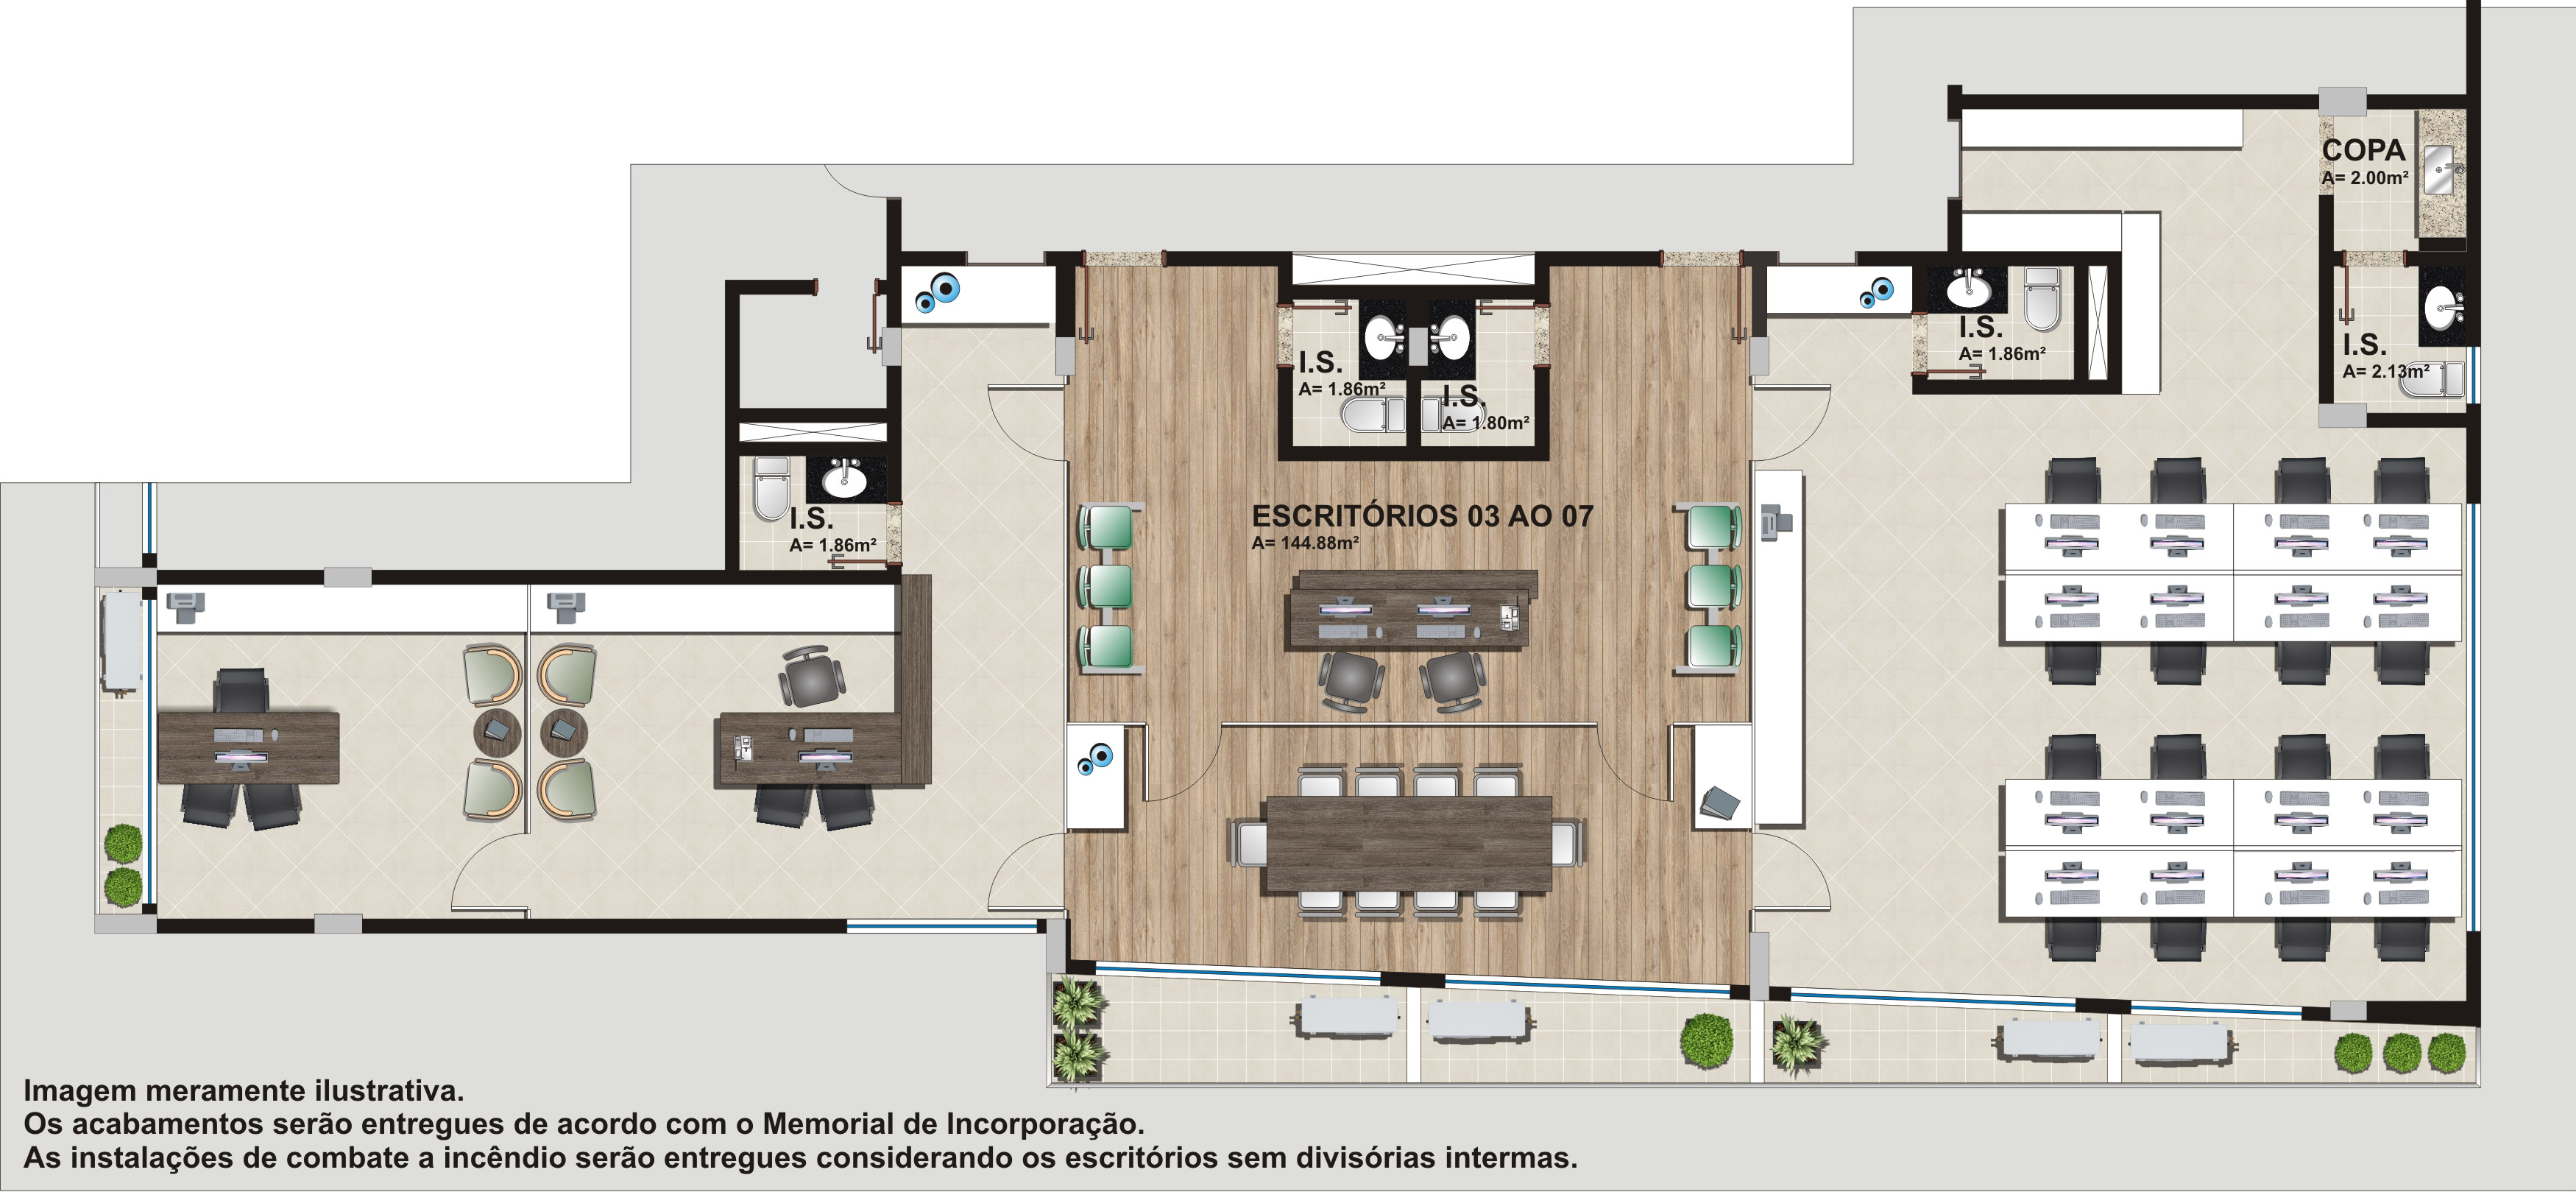 COPA
A= 2.00m²
I.S.
A= 1.86m²
I.S.
A= 2.13m²
I.S.
A= 1.86m²
I.S.
A= 1.80m²
I.S.
A= 1.86m²
ESCRITÓRIOS 03 AO 07
A= 144.88m²
Imagem meramente ilustrativa.
Os acabamentos serão entregues de acordo com o Memorial de Incorporação.
As instalações de combate a incêndio serão entregues considerando os escritórios sem divisórias intermas.